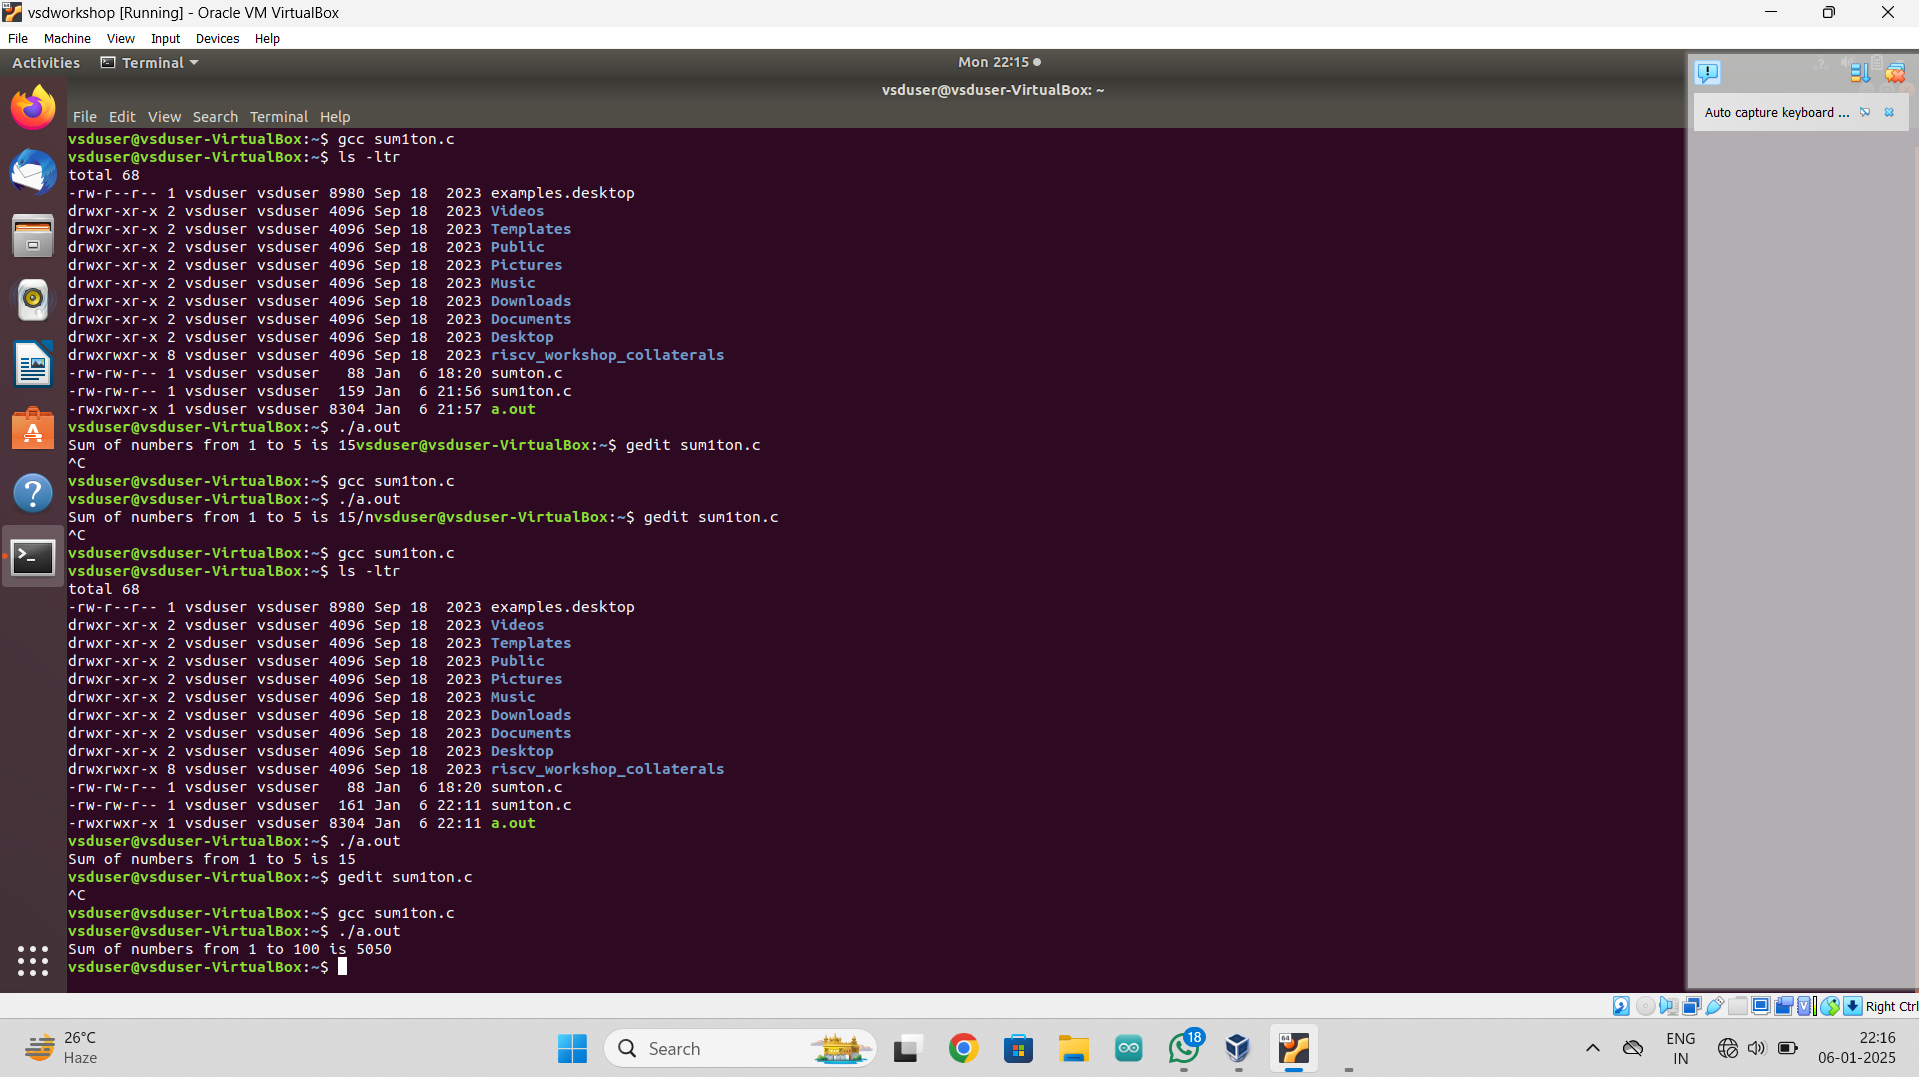 vsdworkshop [Running] - Oracle VM VirtualBox
File Machine View Input Devices Help
Activities Terminal Mon 22:15
vsduser@vsduser-VirtualBox: ~
File Edit View Search Terminal Help
Auto capture keyboard ...
vsduser@vsduser-VirtualBox:~$ gcc sum1ton.c
vsduser@vsduser-VirtualBox:~$ ls -ltr
total 68
-rw-r--r-- 1 vsduser vsduser 8980 Sep 18  2023 examples.desktop
drwxr-xr-x 2 vsduser vsduser 4096 Sep 18  2023 Videos
drwxr-xr-x 2 vsduser vsduser 4096 Sep 18  2023 Templates
drwxr-xr-x 2 vsduser vsduser 4096 Sep 18  2023 Public
drwxr-xr-x 2 vsduser vsduser 4096 Sep 18  2023 Pictures
drwxr-xr-x 2 vsduser vsduser 4096 Sep 18  2023 Music
drwxr-xr-x 2 vsduser vsduser 4096 Sep 18  2023 Downloads
drwxr-xr-x 2 vsduser vsduser 4096 Sep 18  2023 Documents
drwxr-xr-x 2 vsduser vsduser 4096 Sep 18  2023 Desktop
drwxrwxr-x 8 vsduser vsduser 4096 Sep 18  2023 riscv_workshop_collaterals
-rw-rw-r-- 1 vsduser vsduser   88 Jan  6 18:20 sumton.c
-rw-rw-r-- 1 vsduser vsduser  159 Jan  6 21:56 sum1ton.c
-rwxrwxr-x 1 vsduser vsduser 8304 Jan  6 21:57 a.out
vsduser@vsduser-VirtualBox:~$ ./a.out
Sum of numbers from 1 to 5 is 15vsduser@vsduser-VirtualBox:~$ gedit sum1ton.c
^C
vsduser@vsduser-VirtualBox:~$ gcc sum1ton.c
vsduser@vsduser-VirtualBox:~$ ./a.out
Sum of numbers from 1 to 5 is 15/nvsduser@vsduser-VirtualBox:~$ gedit sum1ton.c
^C
vsduser@vsduser-VirtualBox:~$ gcc sum1ton.c
vsduser@vsduser-VirtualBox:~$ ls -ltr
total 68
-rw-r--r-- 1 vsduser vsduser 8980 Sep 18  2023 examples.desktop
drwxr-xr-x 2 vsduser vsduser 4096 Sep 18  2023 Videos
drwxr-xr-x 2 vsduser vsduser 4096 Sep 18  2023 Templates
drwxr-xr-x 2 vsduser vsduser 4096 Sep 18  2023 Public
drwxr-xr-x 2 vsduser vsduser 4096 Sep 18  2023 Pictures
drwxr-xr-x 2 vsduser vsduser 4096 Sep 18  2023 Music
drwxr-xr-x 2 vsduser vsduser 4096 Sep 18  2023 Downloads
drwxr-xr-x 2 vsduser vsduser 4096 Sep 18  2023 Documents
drwxr-xr-x 2 vsduser vsduser 4096 Sep 18  2023 Desktop
drwxrwxr-x 8 vsduser vsduser 4096 Sep 18  2023 riscv_workshop_collaterals
-rw-rw-r-- 1 vsduser vsduser   88 Jan  6 18:20 sumton.c
-rw-rw-r-- 1 vsduser vsduser  161 Jan  6 22:11 sum1ton.c
-rwxrwxr-x 1 vsduser vsduser 8304 Jan  6 22:11 a.out
vsduser@vsduser-VirtualBox:~$ ./a.out
Sum of numbers from 1 to 5 is 15
vsduser@vsduser-VirtualBox:~$ gedit sum1ton.c
^C
vsduser@vsduser-VirtualBox:~$ gcc sum1ton.c
vsduser@vsduser-VirtualBox:~$ ./a.out
Sum of numbers from 1 to 100 is 5050
vsduser@vsduser-VirtualBox:~$
Right Ctrl
26°C
Haze
Search
18
64
ENG
IN
22:16
06-01-2025